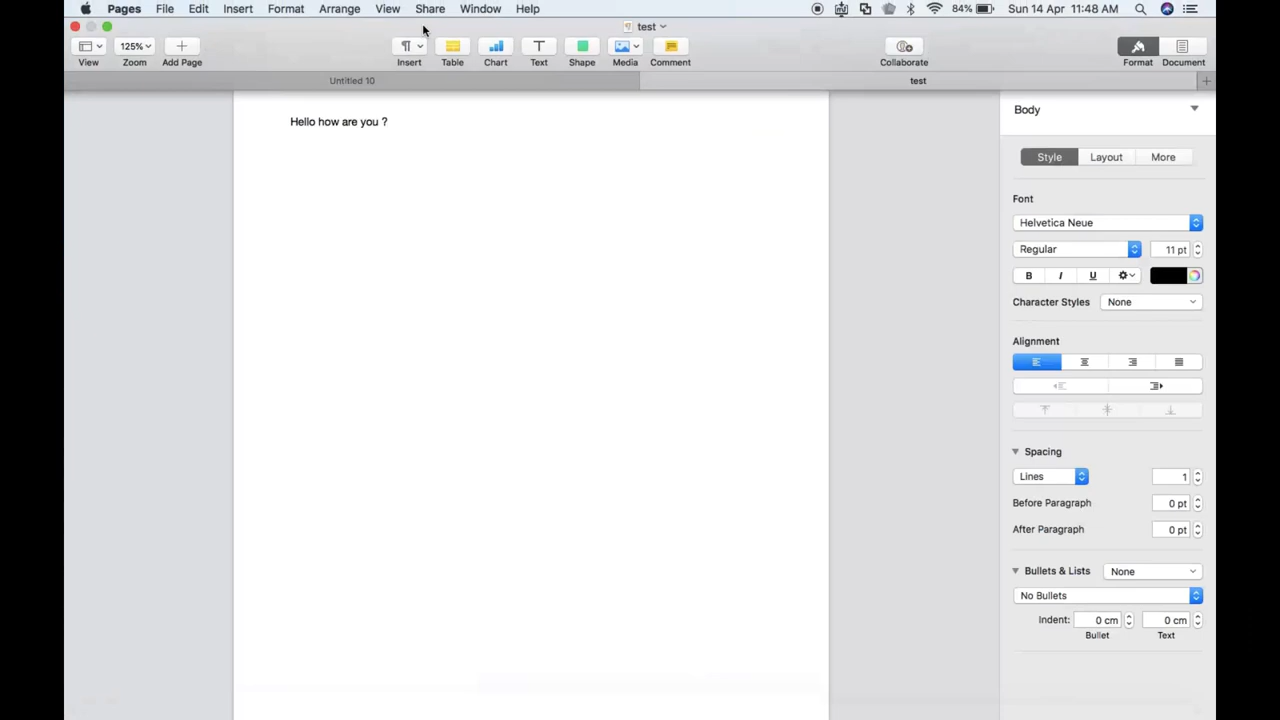 Pages File Edit Insert Format Arrange View Share Window Help 84% Sun 14 Apr 11:48 AM
test
125%
View Zoom Add Page Insert Table Chart Text Shape Media Comment Collaborate Format Document
Untitled 10 test
Hello how are you ?
Body
Style Layout More
Font
Helvetica Neue
Regular 11 pt
B I U
Character Styles None
Alignment
Spacing
Lines 1
Before Paragraph 0 pt
After Paragraph 0 pt
Bullets & Lists None
No Bullets
Indent: 0 cm 0 cm
Bullet Text